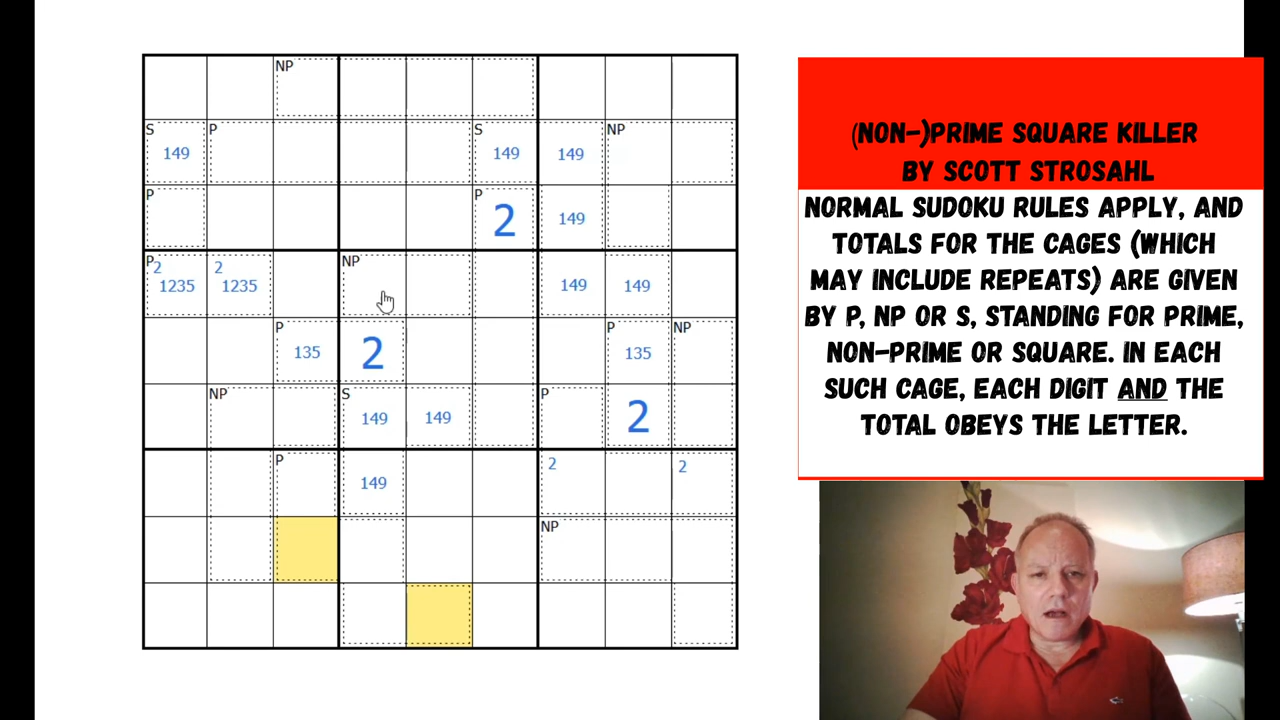 NP
S P S NP
149 149 149
P P
2 149
P 2 2 NP
1235 1235 149 149
P P NP
135 2 135
NP S P
149 149 2
P 2 2
149
NP
(NON-)PRIME SQUARE KILLER
BY SCOTT STROSAHL
NORMAL SUDOKU RULES APPLY, AND
TOTALS FOR THE CAGES (WHICH
MAY INCLUDE REPEATS) ARE GIVEN
BY P, NP OR S, STANDING FOR PRIME,
NON-PRIME OR SQUARE. IN EACH
SUCH CAGE, EACH DIGIT AND THE
TOTAL OBEYS THE LETTER.